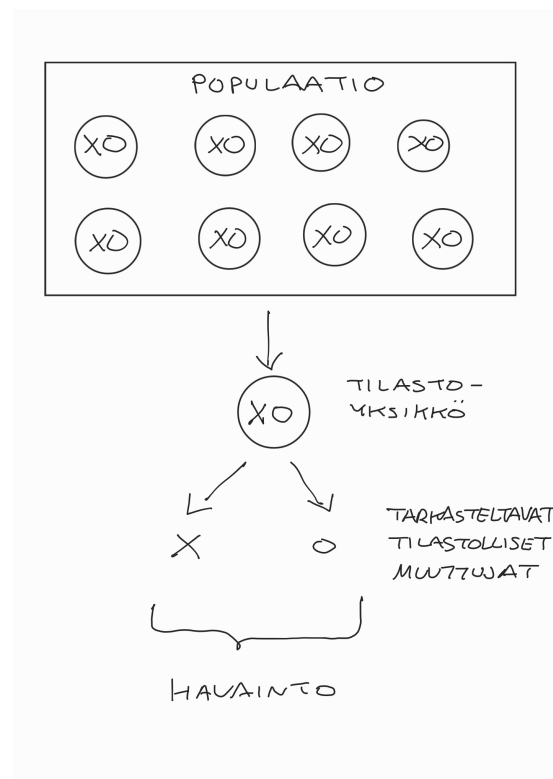 POPULAATIO
XO XO XO XO
XO XO XO XO
XO
TILASTO-
YKSIKKÖ
X O
TARKASTELTAVAT
TILASTOLLISET
MUUTTUJAT
HAVAINTO